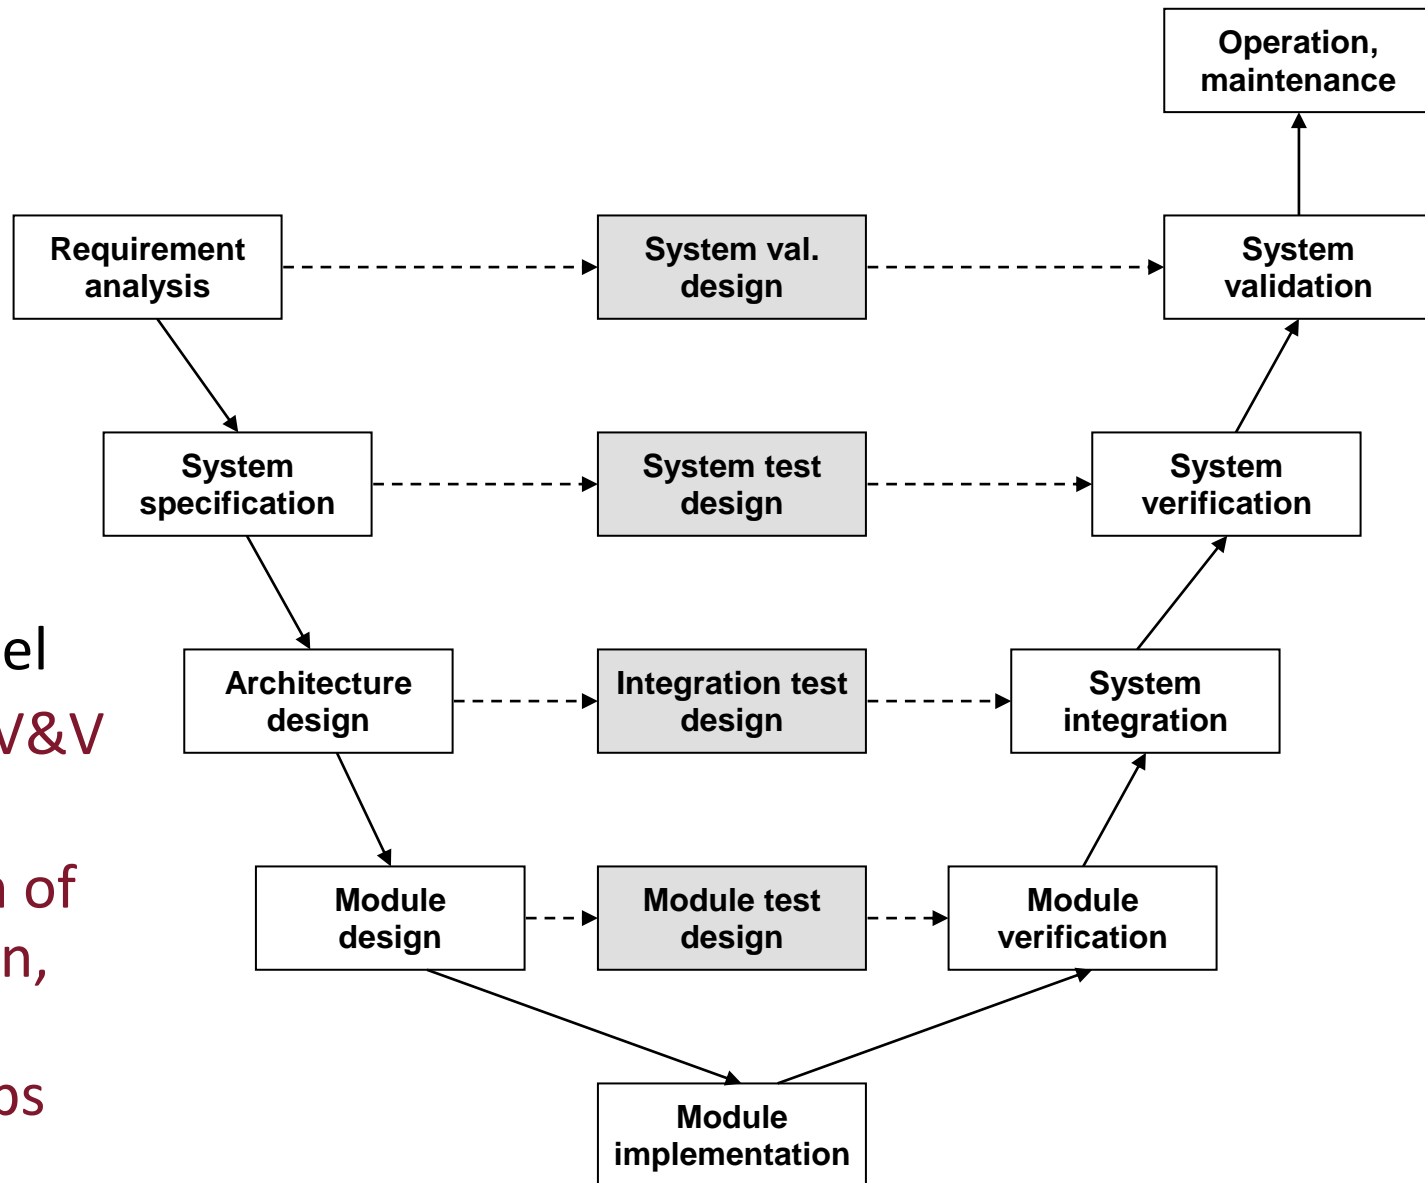 Operation,
maintenance
Requirement
analysis
System val.
design
System
validation
System
specification
System test
design
System
verification
Architecture
design
Integration test
design
System
integration
Module
design
Module test
design
Module
verification
Module
implementation
el
V&V
n of
n,
os